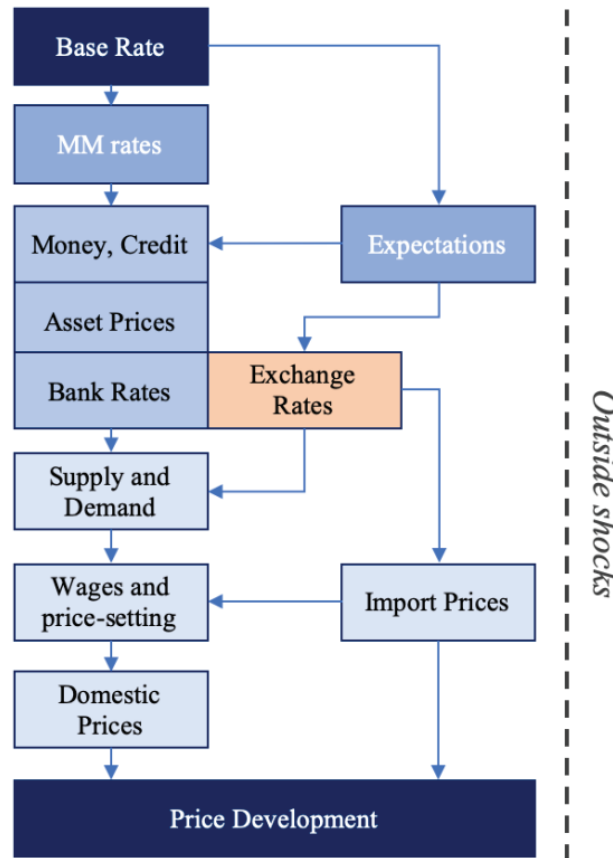 Base Rate
MM rates
Money, Credit
Expectations
Asset Prices
Bank Rates
Exchange
Rates
Supply and
Demand
Wages and
price-setting
Import Prices
Domestic
Prices
Price Development
Outside shocks